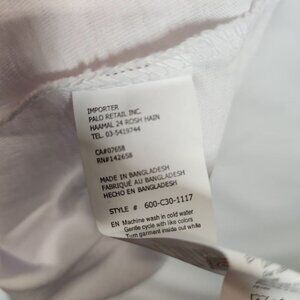 IMPORTER
PALO RETAIL INC.
HAAMAL 24 ROSH HAIN
TEL. 03-5419744
CA#07658
RN#142658
MADE IN BANGLADESH
FABRIQUÉ AU BANGLADESH
HECHO EN BANGLADESH
STYLE # 600-C30-1117
EN Machine wash in cold water
Gentle cycle with like colors
Turn garment inside out while